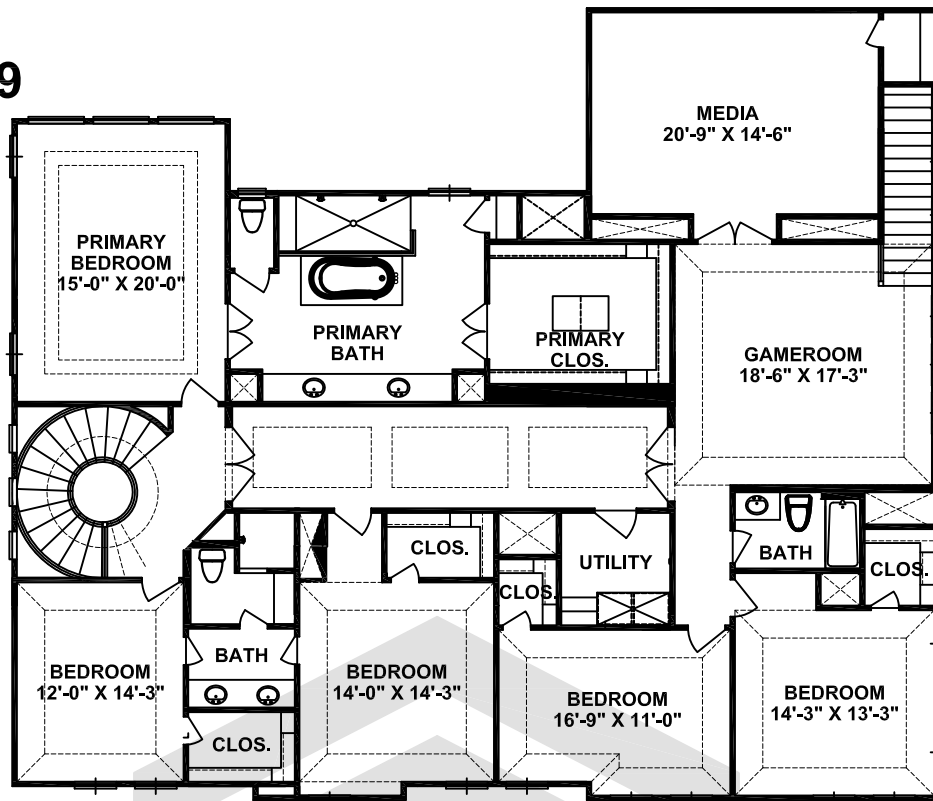 9
MEDIA
20'-9" X 14'-6"
PRIMARY
BEDROOM
15'-0" X 20'-0"
PRIMARY
BATH
PRIMARY
CLOS.
GAMEROOM
18'-6" X 17'-3"
CLOS.
UTILITY
BATH
CLOS.
CLOS.
BEDROOM
12'-0" X 14'-3"
BATH
BEDROOM
14'-0" X 14'-3"
BEDROOM
16'-9" X 11'-0"
BEDROOM
14'-3" X 13'-3"
CLOS.